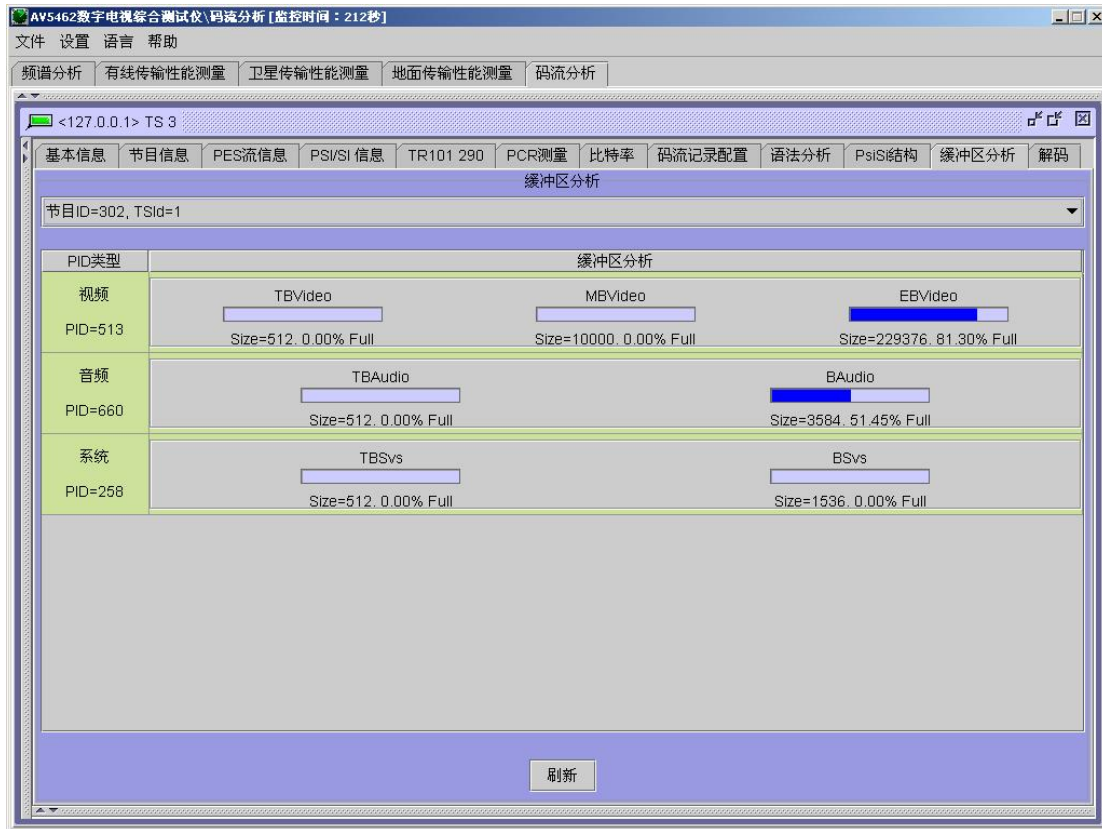 AV5462数字电视综合测试仪\码流分析 [监控时间：212秒]
文件 设置 语言 帮助
频谱分析 有线传输性能测量 卫星传输性能测量 地面传输性能测量 码流分析
<127.0.0.1> TS 3
基本信息 节目信息 PES流信息 PSI/SI 信息 TR101 290 PCR测量 比特率 码流记录配置 语法分析 PsiSi结构 缓冲区分析 解码
缓冲区分析
节目ID=302, TSId=1
PID类型 缓冲区分析
视频 TBVideo MBVideo EBVideo
PID=513 Size=512. 0.00% Full Size=10000. 0.00% Full Size=229376. 81.30% Full
音频 TBAudio BAudio
PID=660 Size=512. 0.00% Full Size=3584. 51.45% Full
系统 TBSvs BSvs
PID=258 Size=512. 0.00% Full Size=1536. 0.00% Full
刷新